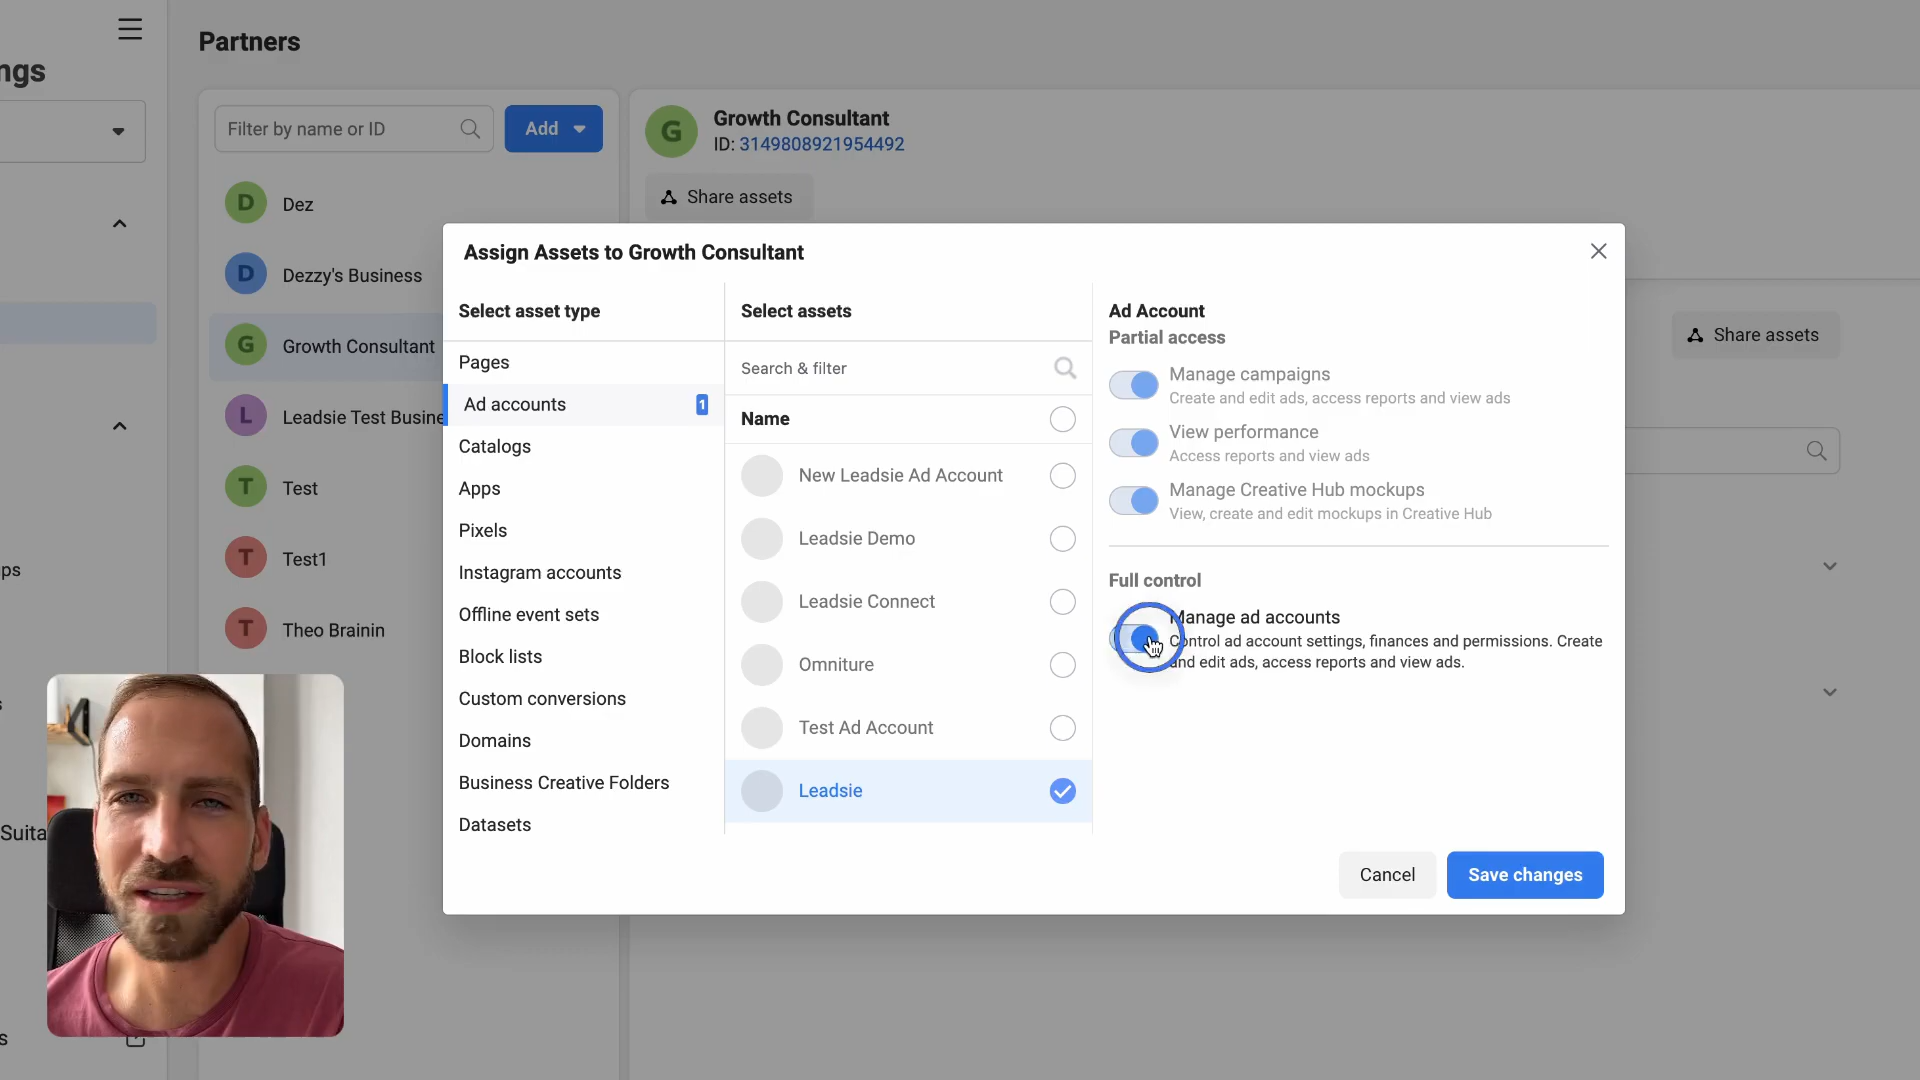 ngs
ps
s
Suita
s
Partners
Filter by name or ID
Add
D
Dez
D
Dezzy's Business
G
Growth Consultant
L
Leadsie Test Busine
T
Test
T
Test1
T
Theo Brainin
G
Growth Consultant
ID: 3149808921954492
Share assets
Share assets
Assign Assets to Growth Consultant
Select asset type
Pages
Ad accounts
1
Catalogs
Apps
Pixels
Instagram accounts
Offline event sets
Block lists
Custom conversions
Domains
Business Creative Folders
Datasets
Select assets
Search & filter
Name
New Leadsie Ad Account
Leadsie Demo
Leadsie Connect
Omniture
Test Ad Account
Leadsie
Ad Account
Partial access
Manage campaigns
Create and edit ads, access reports and view ads
View performance
Access reports and view ads
Manage Creative Hub mockups
View, create and edit mockups in Creative Hub
Full control
Manage ad accounts
Control ad account settings, finances and permissions. Create
and edit ads, access reports and view ads.
Cancel
Save changes